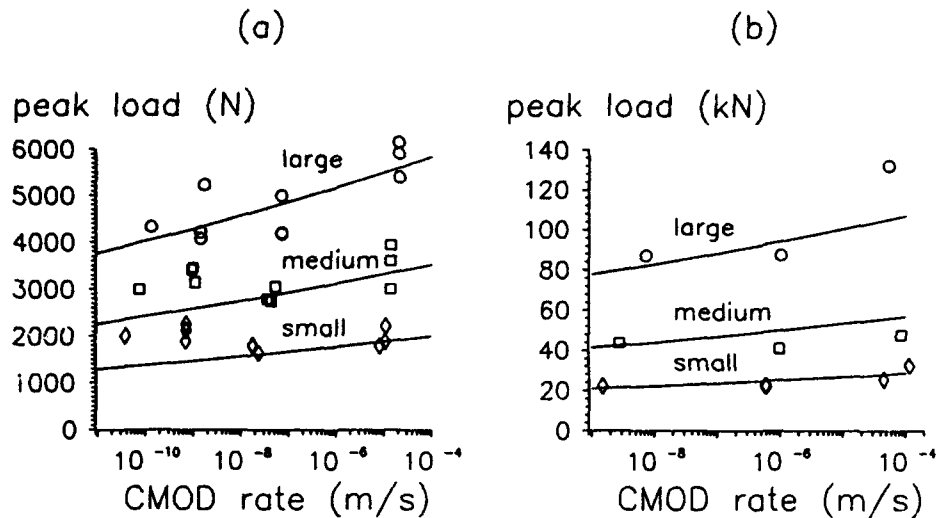 (a)
peak load (N)
6000
5000
4000
3000
2000
1000
0
large
medium
small
10⁻¹⁰ 10⁻⁸ 10⁻⁶ 10⁻⁴
CMOD rate (m/s)
(b)
peak load (kN)
140
120
100
80
60
40
20
0
large
medium
small
10⁻⁸ 10⁻⁶ 10⁻⁴
CMOD rate (m/s)